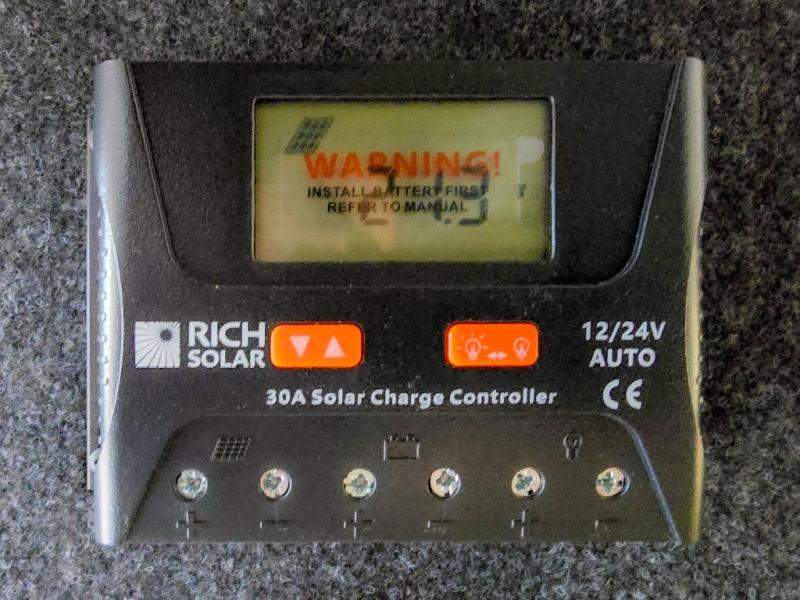 WARNING!
INSTALL BATTERY FIRST
REFER TO MANUAL
RICH
SOLAR
12/24V
AUTO
CE
30A Solar Charge Controller
+ − + − + −